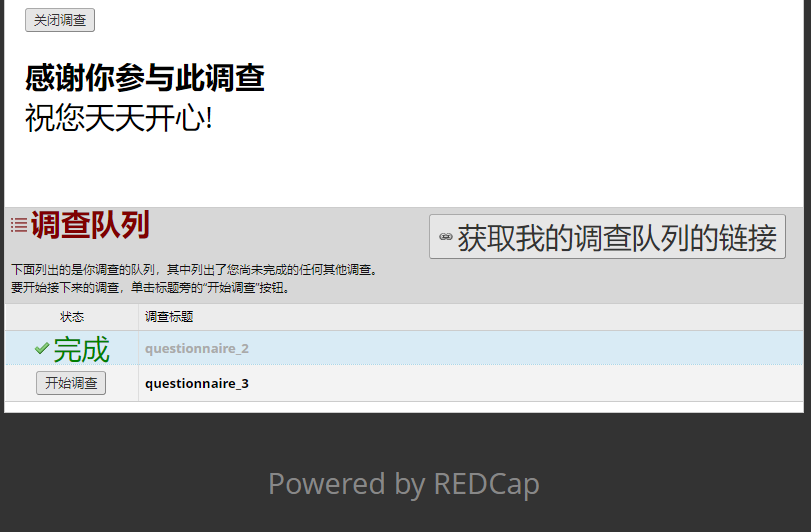 关闭调查
感谢你参与此调查
祝您天天开心!
调查队列
获取我的调查队列的链接
下面列出的是你调查的队列，其中列出了您尚未完成的任何其他调查。
要开始接下来的调查，单击标题旁的“开始调查”按钮。
状态 调查标题
完成 questionnaire_2
开始调查 questionnaire_3
Powered by REDCap